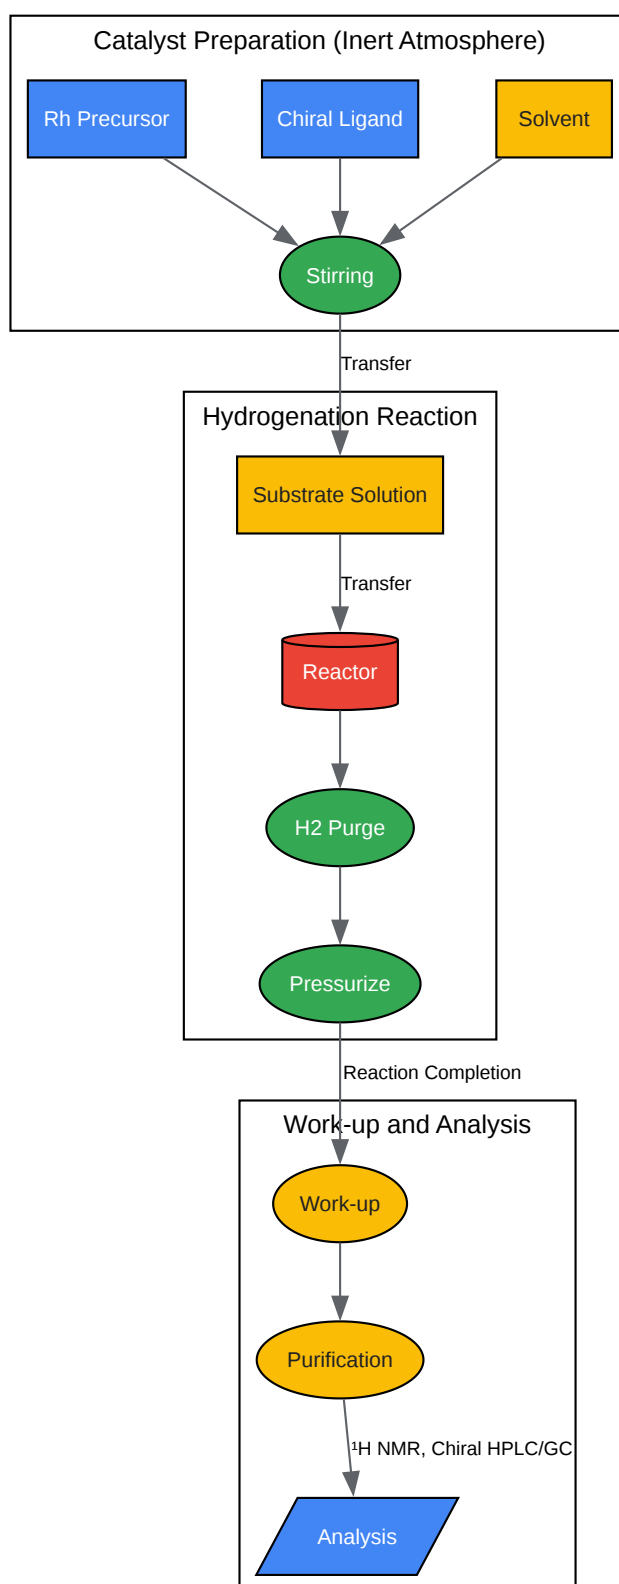 Catalyst Preparation (Inert Atmosphere)
Rh Precursor
Chiral Ligand
Solvent
Stirring
Transfer
Hydrogenation Reaction
Substrate Solution
Transfer
Reactor
H2 Purge
Pressurize
Reaction Completion
Work-up and Analysis
Work-up
Purification
¹H NMR, Chiral HPLC/GC
Analysis